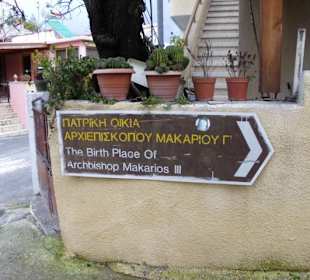 ΠΑΤΡΙΚΗ ΟΙΚΙΑ
ΑΡΧΙΕΠΙΣΚΟΠΟΥ ΜΑΚΑΡΙΟΥ Γ'
The Birth Place Of
Archbishop Makarios III